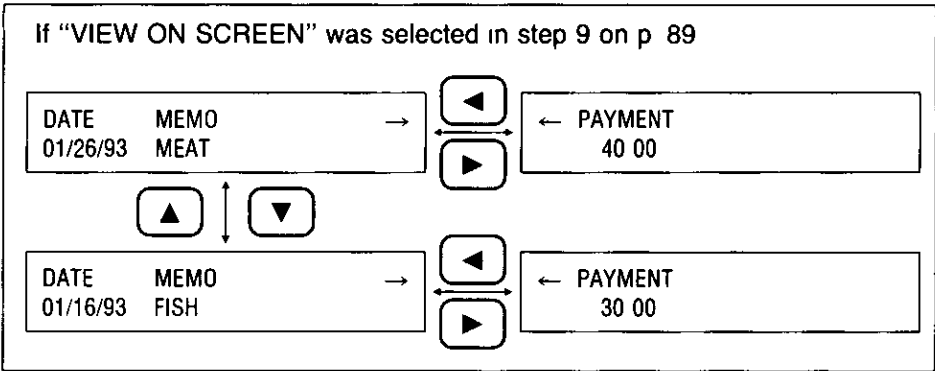 If “VIEW ON SCREEN” was selected in step 9 on p 89
DATE MEMO →
01/26/93 MEAT
← PAYMENT
40 00
DATE MEMO →
01/16/93 FISH
← PAYMENT
30 00